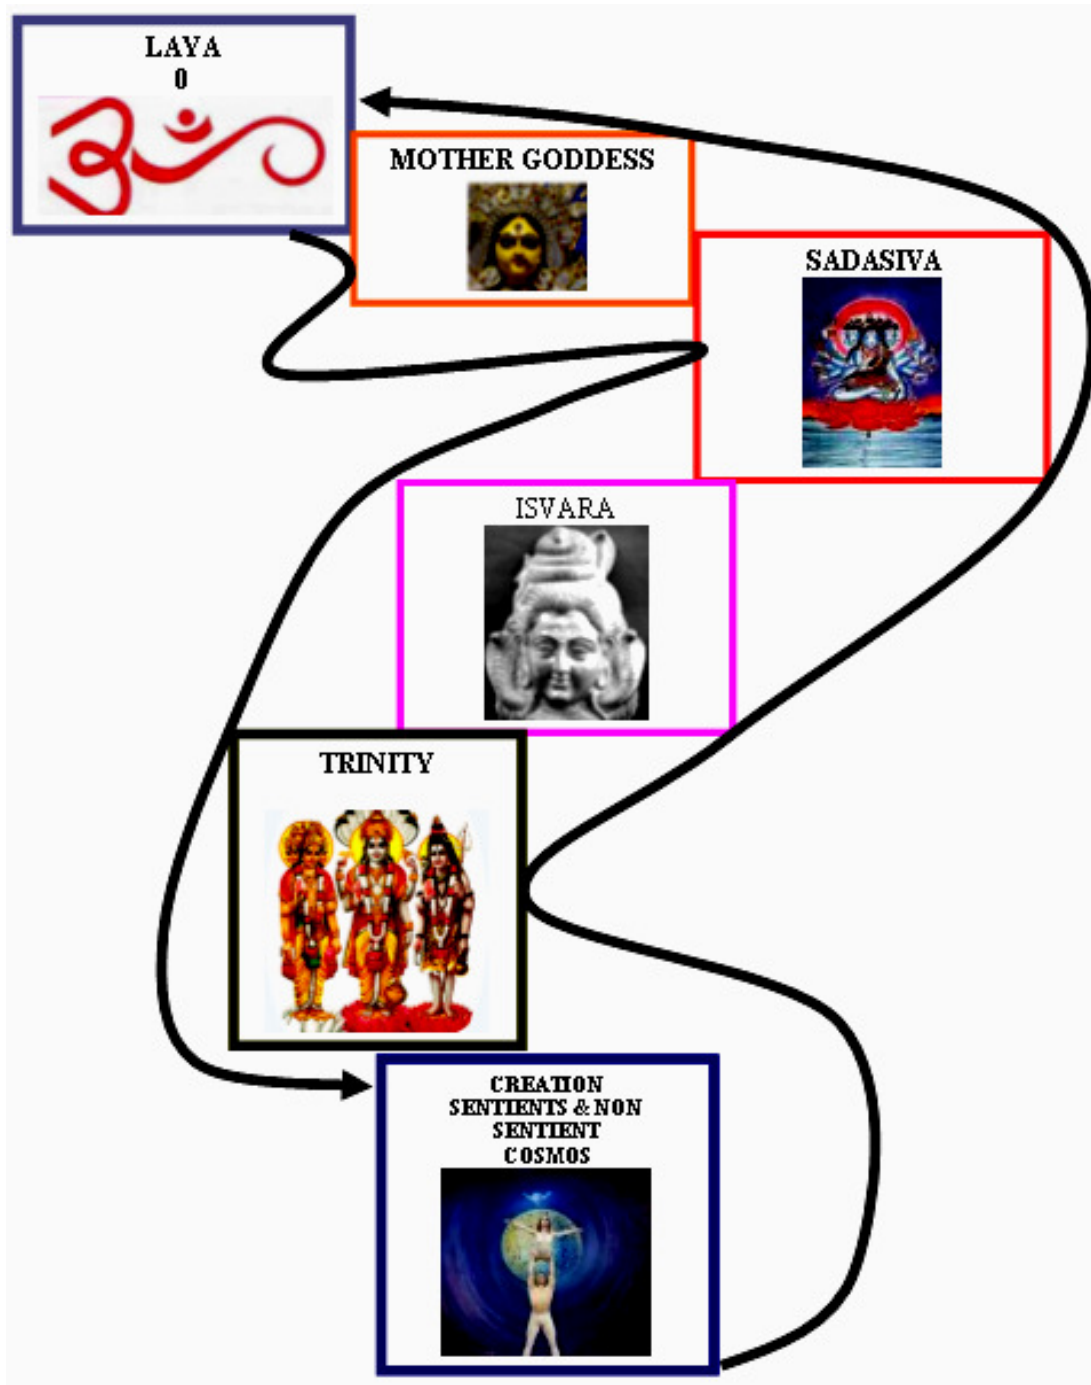 LAYA
0
MOTHER GODDESS
SADASIVA
ISVARA
TRINITY
CREATION
SENTIENTS & NON
SENTIENT
COSMOS